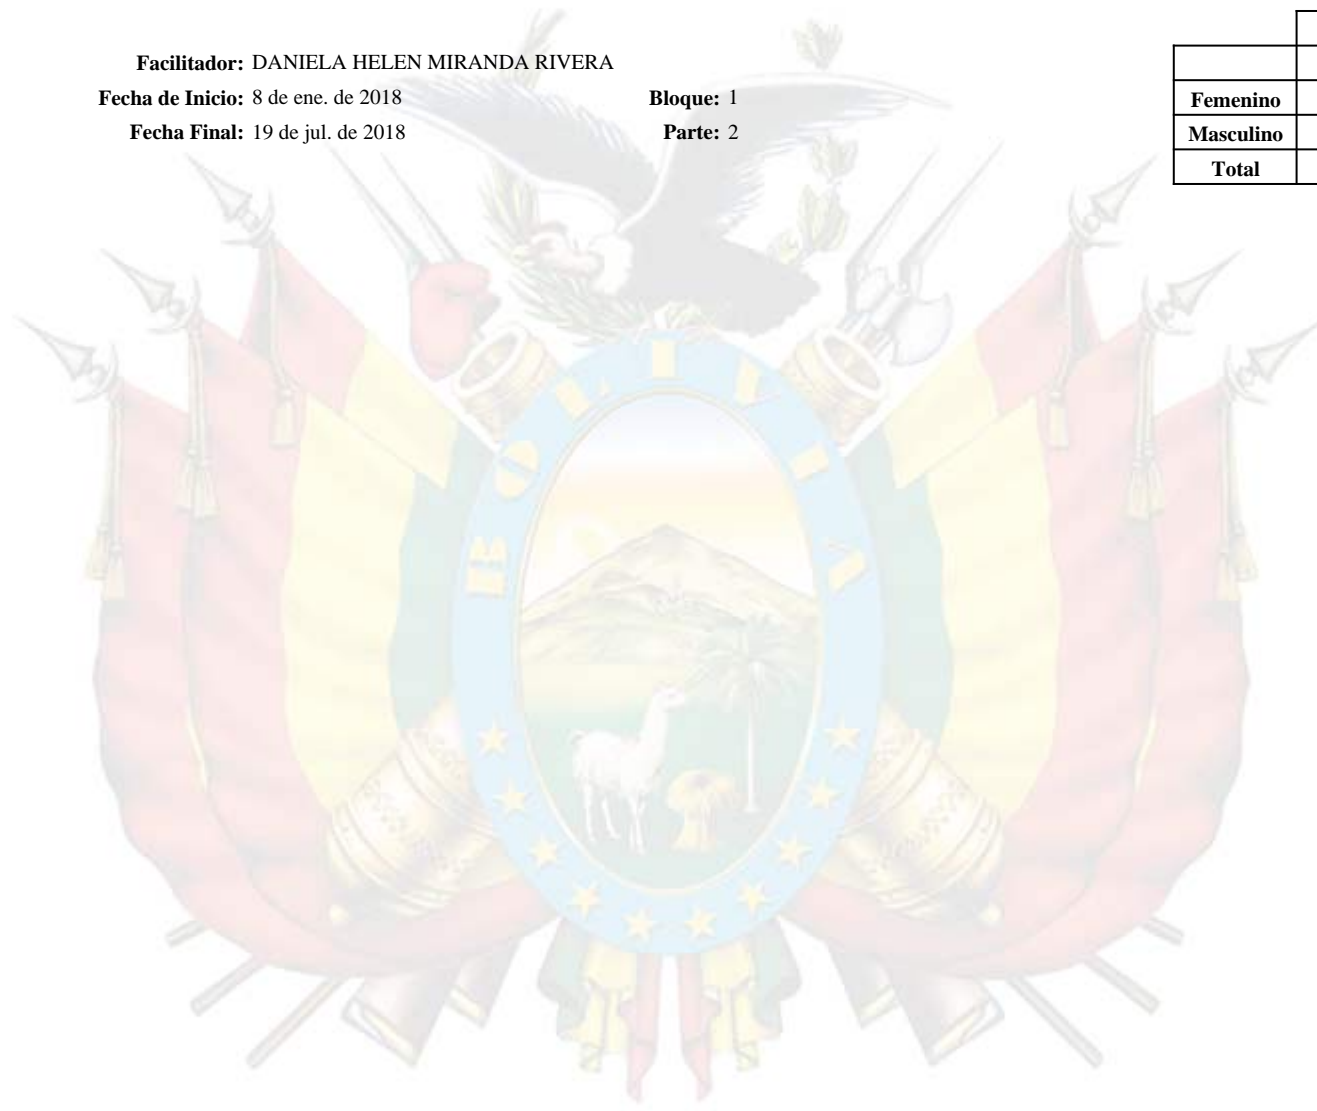 Facilitador: DANIELA HELEN MIRANDA RIVERA
Fecha de Inicio: 8 de ene. de 2018 Bloque: 1
Fecha Final: 19 de jul. de 2018 Parte: 2
Femenino
Masculino
Total
BOLIVIA